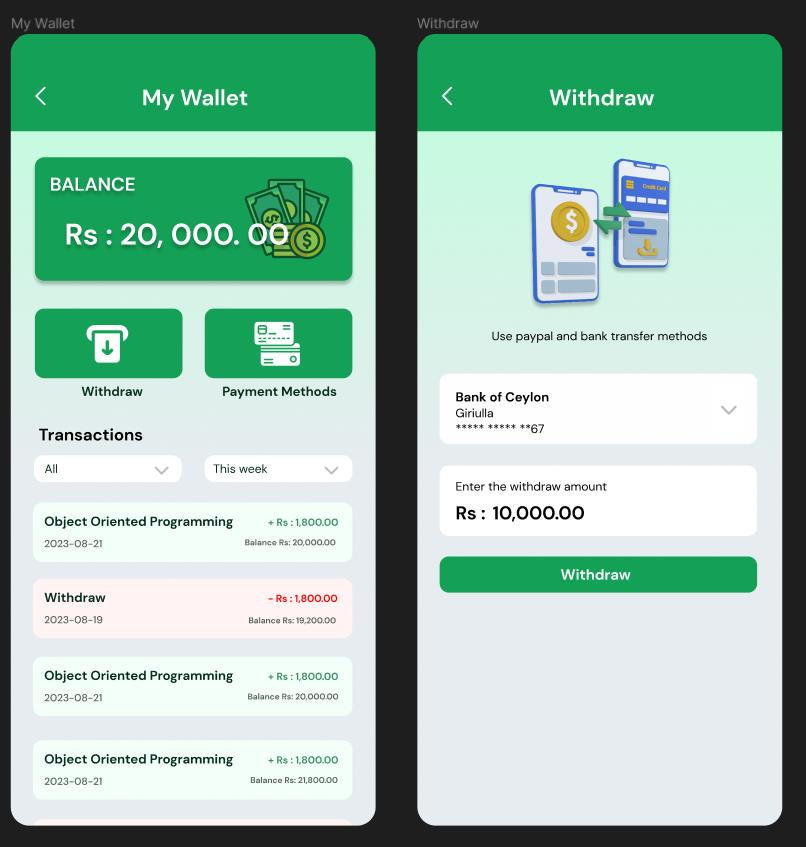 My Wallet
My Wallet
BALANCE
Rs : 20, 000. 00
Withdraw
Payment Methods
Transactions
All
This week
Object Oriented Programming
+ Rs : 1,800.00
2023-08-21
Balance Rs: 20,000.00
Withdraw
- Rs : 1,800.00
2023-08-19
Balance Rs: 19,200.00
Object Oriented Programming
+ Rs : 1,800.00
2023-08-21
Balance Rs: 20,000.00
Object Oriented Programming
+ Rs : 1,800.00
2023-08-21
Balance Rs: 21,800.00
Withdraw
Withdraw
Credit Card
Use paypal and bank transfer methods
Bank of Ceylon
Giriulla
***** ***** **67
Enter the withdraw amount
Rs : 10,000.00
Withdraw